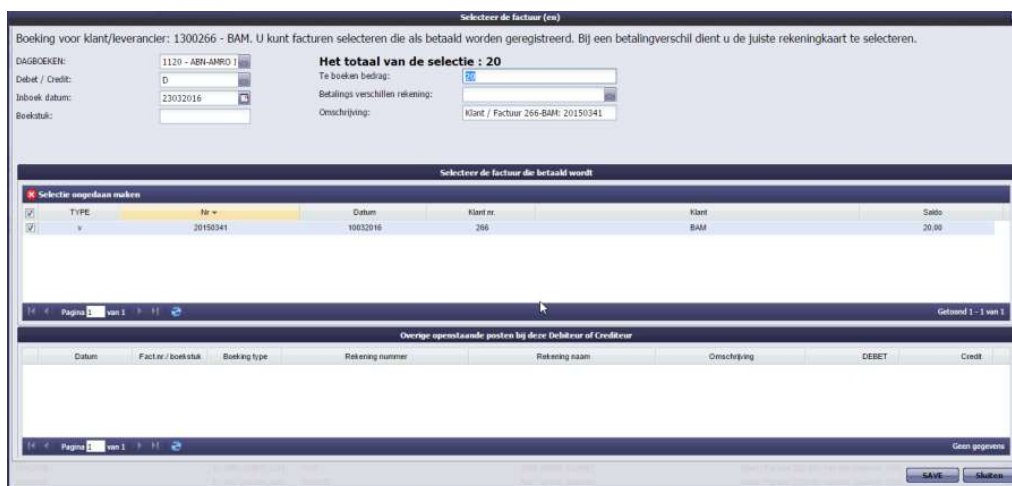 Selecteer de factuur (en)
Boeking voor klant/leverancier: 1300266 - BAM. U kunt facturen selecteren die als betaald worden geregistreerd. Bij een betalingverschil dient u de juiste rekeningkaart te selecteren.
DAGBOEKEN: 1120 - ABN-AMRO Het totaal van de selectie : 20
Debet / Credit: D Te boeken bedrag: 20
Inboek datum: 23032016 Betalings verschillen rekening:
Boekstuk: Omschrijving: Klant / Factuur 266-BAM: 20150341
Selecteer de factuur die betaald wordt
Selectie ongedaan maken
TYPE Nr Datum Klant nr. Klant Saldo
v 20150341 10032016 266 BAM 20,00
Pagina 1 van 1 Getoond 1 - 1 van 1
Overige openstaande posten bij deze Debiteur of Crediteur
Datum Fact.nr./ boekstuk Boeking type Rekening nummer Rekening naam Omschrijving DEBET Credit
Pagina 1 van 1 Geen gegevens
SAVE Sluiten